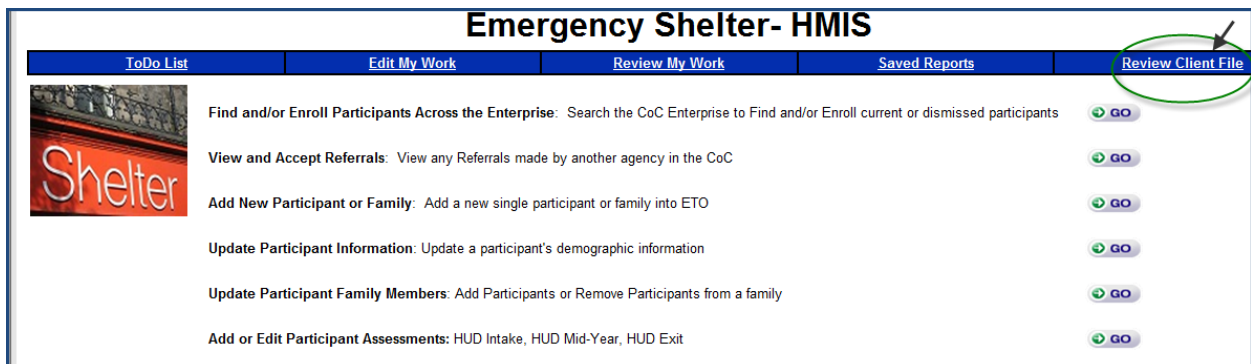 Emergency Shelter- HMIS
ToDo List Edit My Work Review My Work Saved Reports Review Client File
Find and/or Enroll Participants Across the Enterprise: Search the CoC Enterprise to Find and/or Enroll current or dismissed participants GO
Shelter
View and Accept Referrals: View any Referrals made by another agency in the CoC GO
Add New Participant or Family: Add a new single participant or family into ETO GO
Update Participant Information: Update a participant's demographic information GO
Update Participant Family Members: Add Participants or Remove Participants from a family GO
Add or Edit Participant Assessments: HUD Intake, HUD Mid-Year, HUD Exit GO